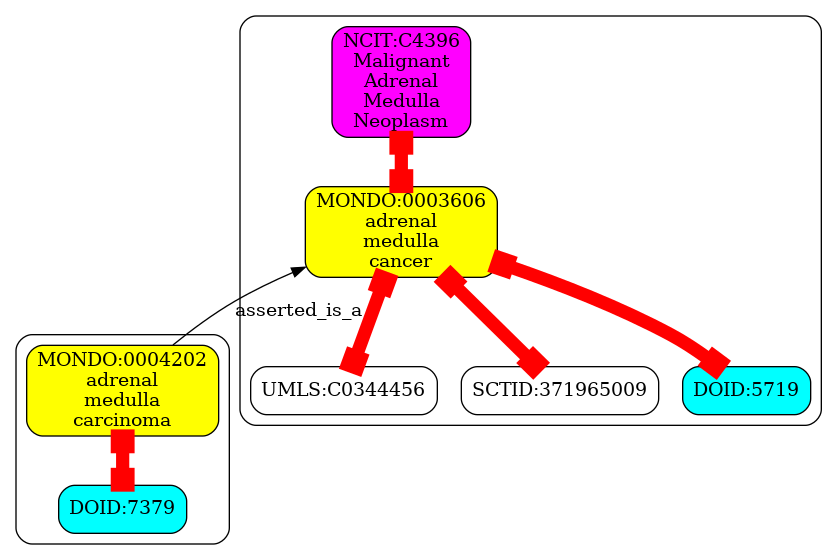 NCIT:C4396
Malignant
Adrenal
Medulla
Neoplasm
MONDO:0003606
adrenal
medulla
cancer
asserted_is_a
MONDO:0004202
adrenal
medulla
carcinoma
UMLS:C0344456
SCTID:371965009
DOID:5719
DOID:7379